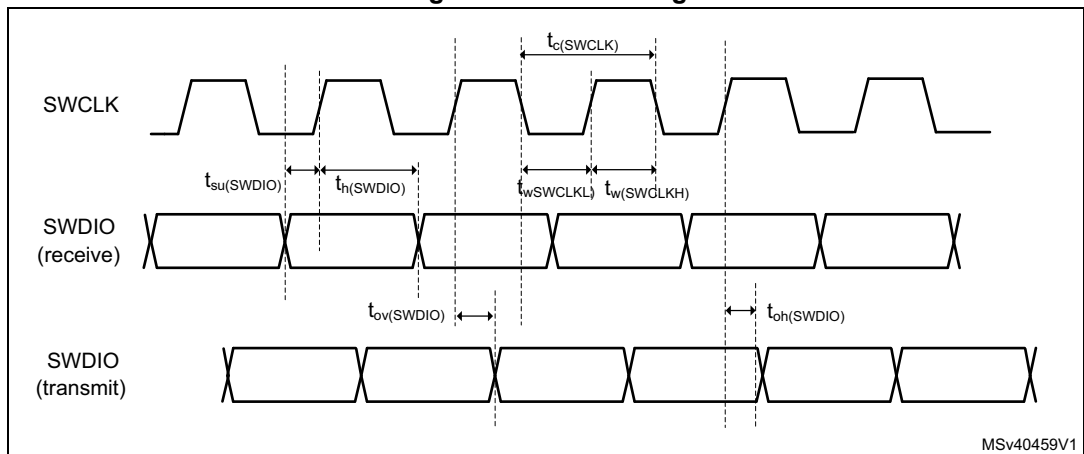 tc(SWCLK)
SWCLK
tsu(SWDIO)
th(SWDIO)
twSWCLKL)
tw(SWCLKH)
SWDIO
(receive)
tov(SWDIO)
toh(SWDIO)
SWDIO
(transmit)
MSv40459V1